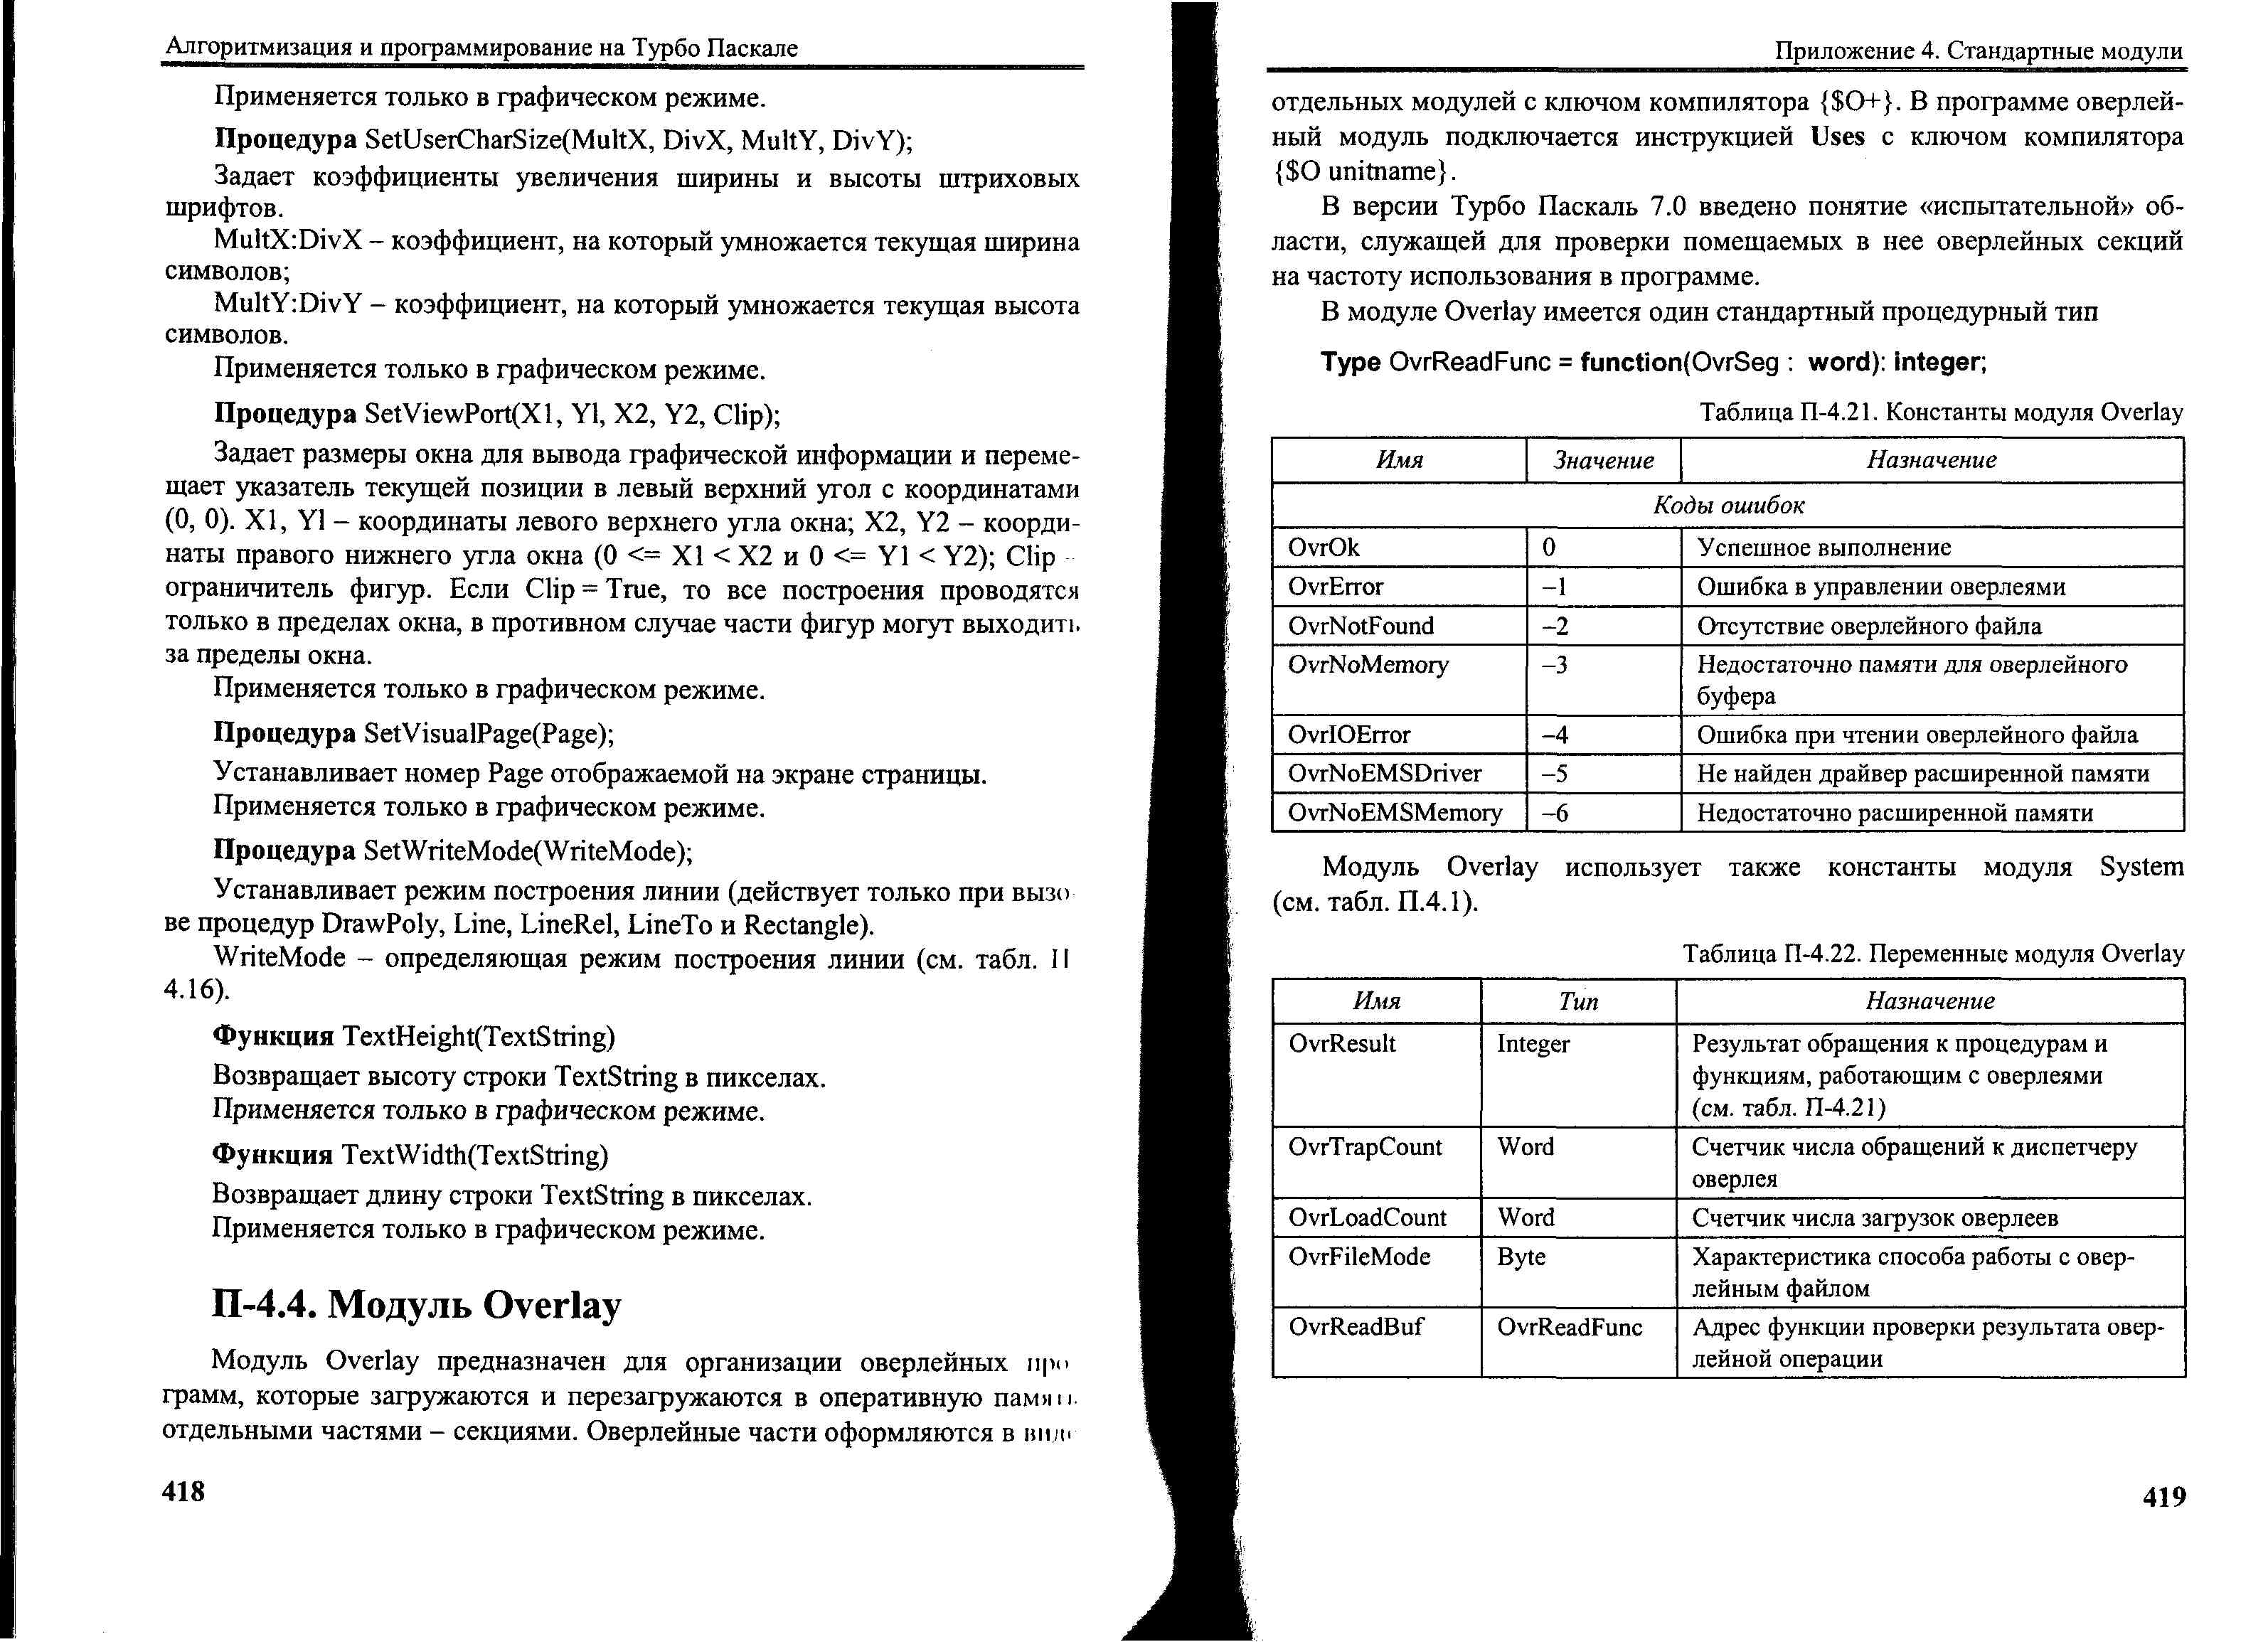 Алгоритмизация и программирование на Турбо Паскале
Применяется только в графическом режиме.
Процедура SetUserCharSize(MultX, DivX, MultY, DivY);
Задает коэффициенты увеличения ширины и высоты штриховых
шрифтов.
MultX:DivX – коэффициент, на который умножается текущая ширина
символов;
MultY:DivY – коэффициент, на который умножается текущая высота
символов.
Применяется только в графическом режиме.
Процедура SetViewPort(X1, Y1, X2, Y2, Clip);
Задает размеры окна для вывода графической информации и переме-
щает указатель текущей позиции в левый верхний угол с координатами
(0, 0). X1, Y1 – координаты левого верхнего угла окна; X2, Y2 – коорди-
наты правого нижнего угла окна (0 <= X1 < X2 и 0 <= Y1 < Y2); Clip –
ограничитель фигур. Если Clip = True, то все построения проводятся
только в пределах окна, в противном случае части фигур могут выходить
за пределы окна.
Применяется только в графическом режиме.
Процедура SetVisualPage(Page);
Устанавливает номер Page отображаемой на экране страницы.
Применяется только в графическом режиме.
Процедура SetWriteMode(WriteMode);
Устанавливает режим построения линии (действует только при вызо-
ве процедур DrawPoly, Line, LineRel, LineTo и Rectangle).
WriteMode – определяющая режим построения линии (см. табл. П
4.16).
Функция TextHeight(TextString)
Возвращает высоту строки TextString в пикселах.
Применяется только в графическом режиме.
Функция TextWidth(TextString)
Возвращает длину строки TextString в пикселах.
Применяется только в графическом режиме.
П-4.4. Модуль Overlay
Модуль Overlay предназначен для организации оверлейных про
грамм, которые загружаются и перезагружаются в оперативную память
отдельными частями – секциями. Оверлейные части оформляются в виде
418
Приложение 4. Стандартные модули
отдельных модулей с ключом компилятора {$O+}. В программе оверлей-
ный модуль подключается инструкцией Uses с ключом компилятора
{$O unitname}.
В версии Турбо Паскаль 7.0 введено понятие «испытательной» об-
ласти, служащей для проверки помещаемых в нее оверлейных секций
на частоту использования в программе.
В модуле Overlay имеется один стандартный процедурный тип
Type OvrReadFunc = function(OvrSeg : word): integer;
Таблица П-4.21. Константы модуля Overlay
Имя Значение Назначение
Коды ошибок
OvrOk 0 Успешное выполнение
OvrError –1 Ошибка в управлении оверлеями
OvrNotFound –2 Отсутствие оверлейного файла
OvrNoMemory –3 Недостаточно памяти для оверлейного
буфера
OvrIOError –4 Ошибка при чтении оверлейного файла
OvrNoEMSDriver –5 Не найден драйвер расширенной памяти
OvrNoEMSMemory –6 Недостаточно расширенной памяти
Модуль Overlay использует также константы модуля System
(см. табл. П.4.1).
Таблица П-4.22. Переменные модуля Overlay
Имя Тип Назначение
OvrResult Integer Результат обращения к процедурам и
функциям, работающим с оверлеями
(см. табл. П-4.21)
OvrTrapCount Word Счетчик числа обращений к диспетчеру
оверлея
OvrLoadCount Word Счетчик числа загрузок оверлеев
OvrFileMode Byte Характеристика способа работы с овер-
лейным файлом
OvrReadBuf OvrReadFunc Адрес функции проверки результата овер-
лейной операции
419